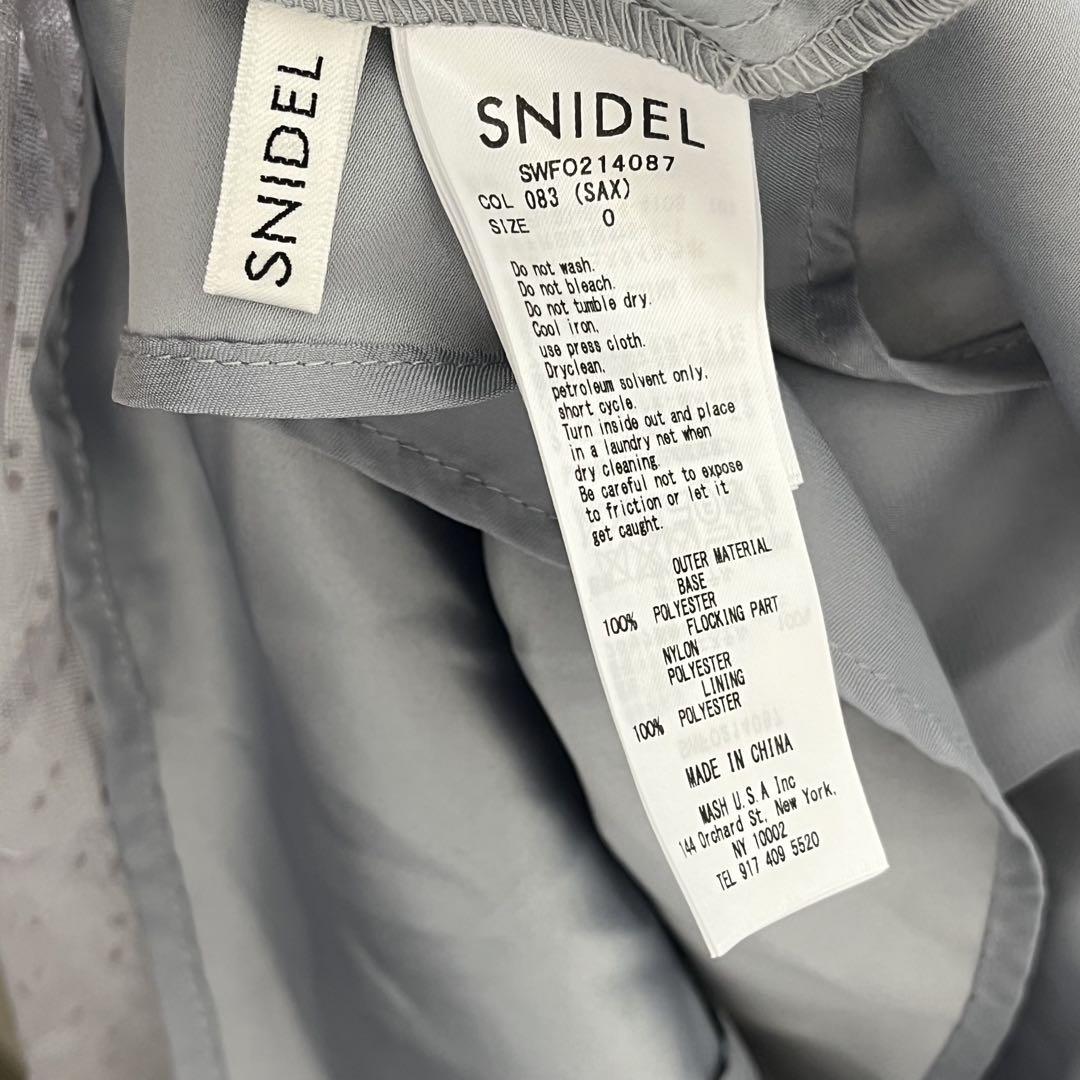 SNIDEL
SNIDEL
SWFO214087
COL 083 (SAX)
SIZE 0
Do not wash.
Do not bleach.
Do not tumble dry.
Cool iron,
use press cloth.
Dryclean,
petroleum solvent only,
short cycle.
Turn inside out and place
in a laundry net when
dry cleaning.
Be careful not to expose
to friction or let it
get caught.
OUTER MATERIAL
BASE
100% POLYESTER
FLOCKING PART
NYLON
POLYESTER
LINING
100% POLYESTER
MADE IN CHINA
MASH U.S.A Inc
144 Orchard St, New York,
NY 10002
TEL 917 409 5520